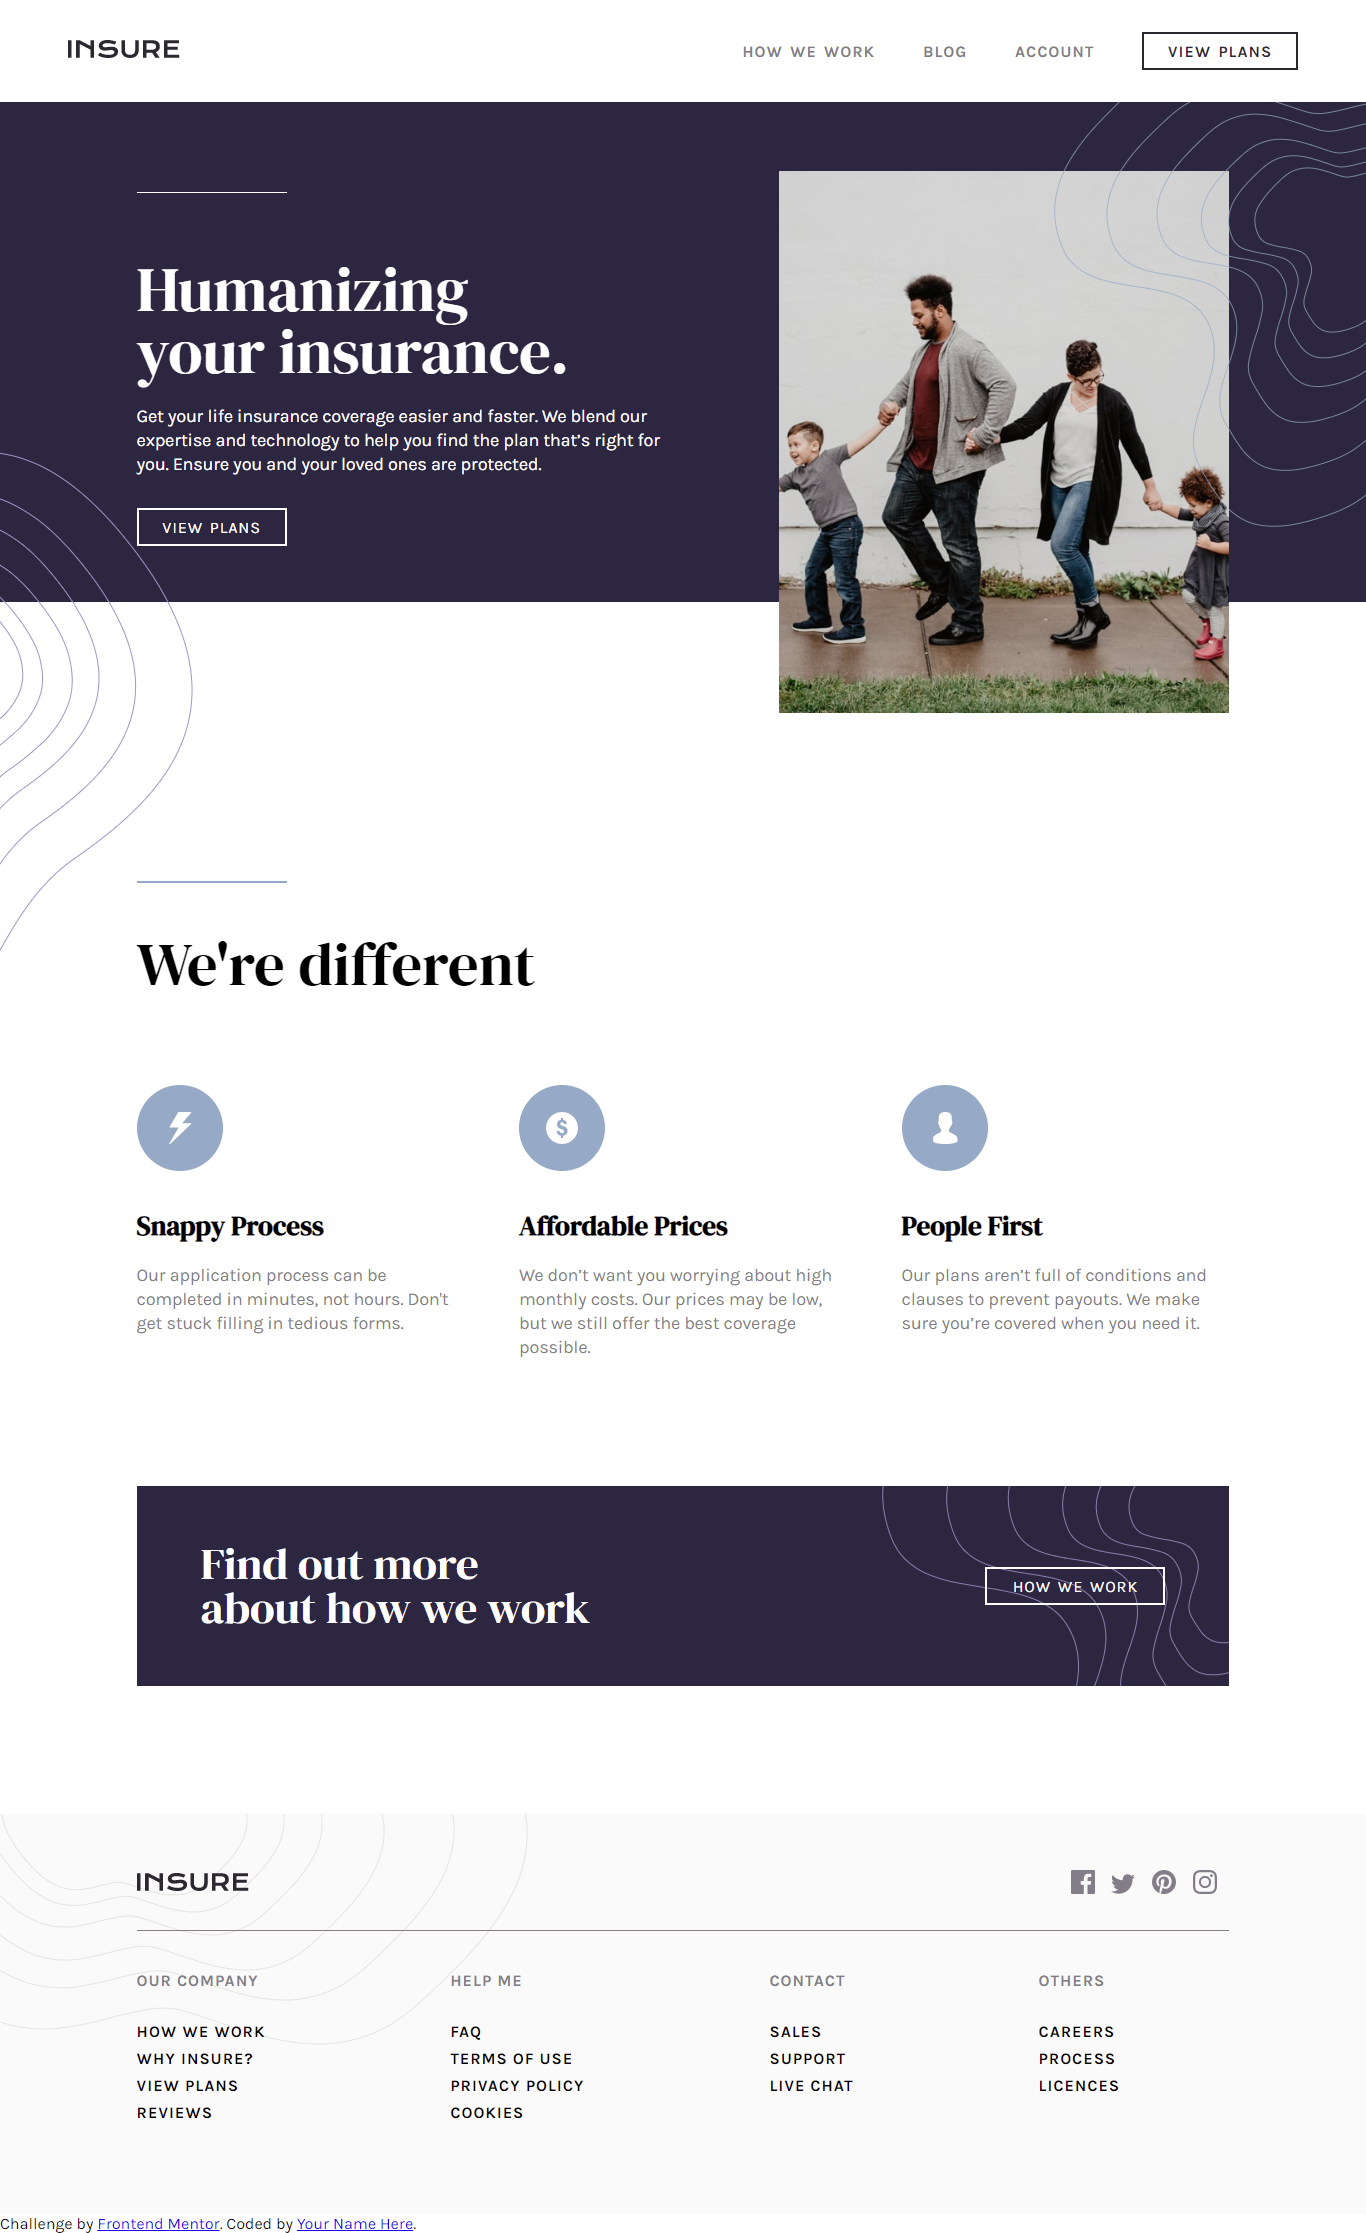 INSURE
HOW WE WORK BLOG ACCOUNT VIEW PLANS
Humanizing
your insurance.
Get your life insurance coverage easier and faster. We blend our
expertise and technology to help you find the plan that’s right for
you. Ensure you and your loved ones are protected.
VIEW PLANS
We're different
Snappy Process
Our application process can be
completed in minutes, not hours. Don't
get stuck filling in tedious forms.
Affordable Prices
We don’t want you worrying about high
monthly costs. Our prices may be low,
but we still offer the best coverage
possible.
People First
Our plans aren’t full of conditions and
clauses to prevent payouts. We make
sure you’re covered when you need it.
Find out more
about how we work
HOW WE WORK
INSURE
OUR COMPANY
HOW WE WORK
WHY INSURE?
VIEW PLANS
REVIEWS
HELP ME
FAQ
TERMS OF USE
PRIVACY POLICY
COOKIES
CONTACT
SALES
SUPPORT
LIVE CHAT
OTHERS
CAREERS
PROCESS
LICENCES
Challenge by Frontend Mentor. Coded by Your Name Here.